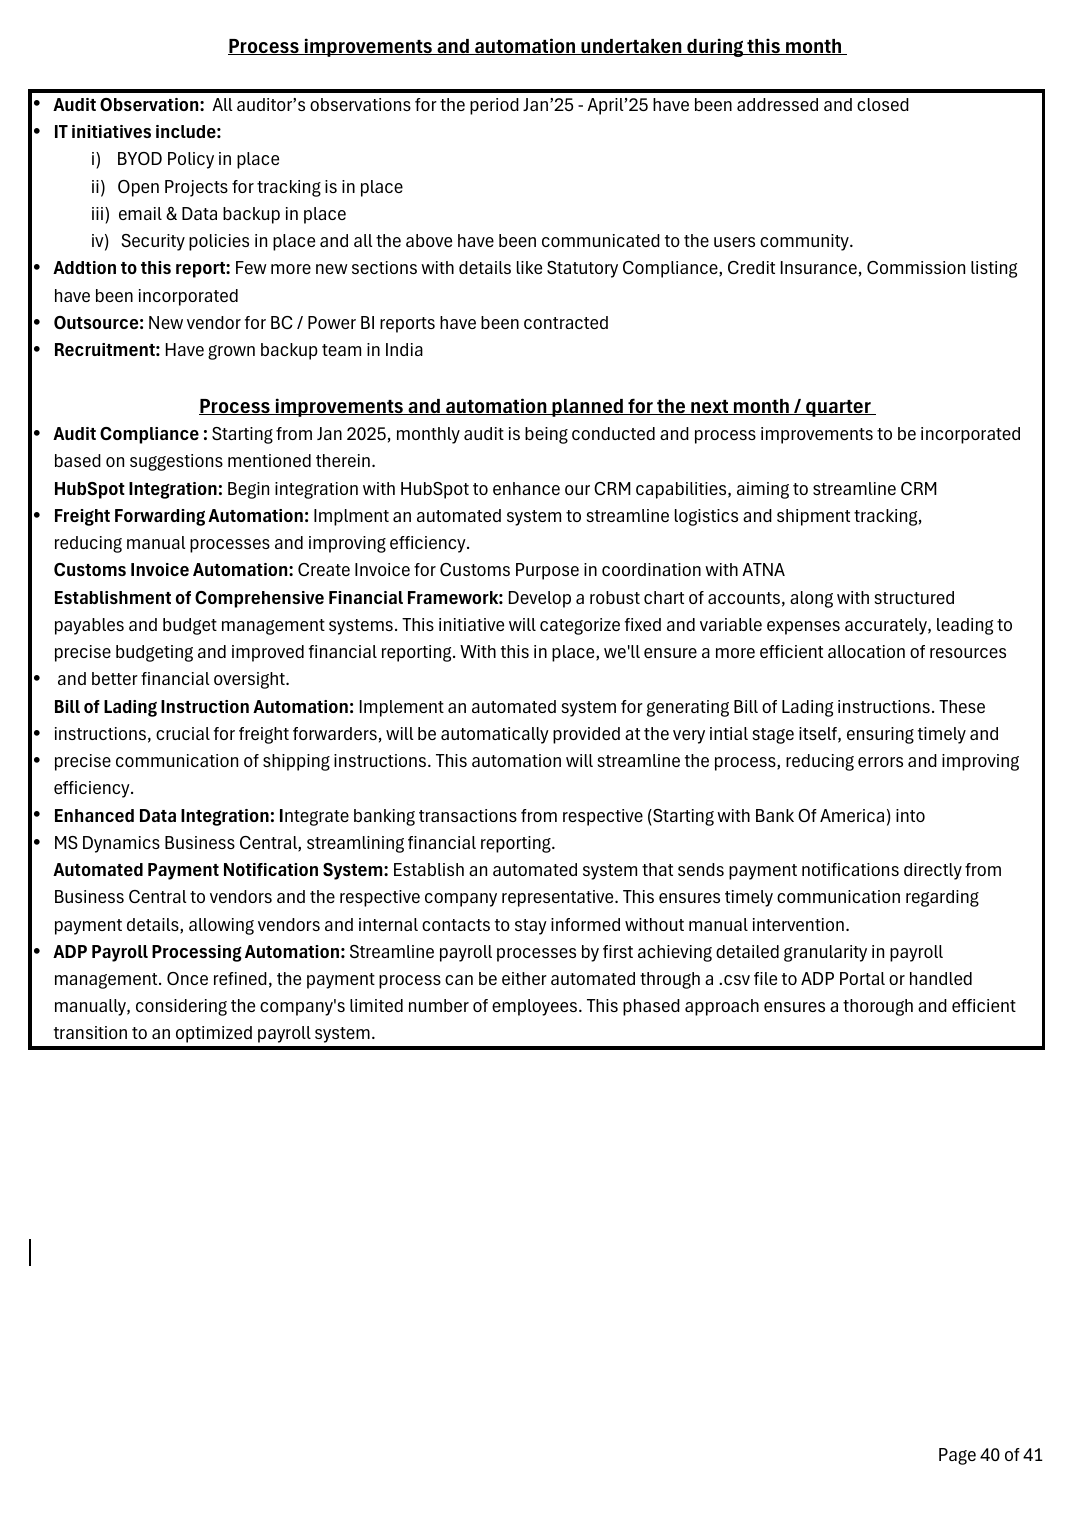 Process improvements and automation undertaken during this month
• Audit Observation:  All auditor’s observations for the period Jan’25 - April’25 have been addressed and closed
• IT initiatives include:
i)   BYOD Policy in place
ii)  Open Projects for tracking is in place
iii) email & Data backup in place
iv)  Security policies in place and all the above have been communicated to the users community.
• Addtion to this report: Few more new sections with details like Statutory Compliance, Credit Insurance, Commission listing
have been incorporated
• Outsource: New vendor for BC / Power BI reports have been contracted
• Recruitment: Have grown backup team in India
Process improvements and automation planned for the next month / quarter
• Audit Compliance : Starting from Jan 2025, monthly audit is being conducted and process improvements to be incorporated
based on suggestions mentioned therein.
HubSpot Integration: Begin integration with HubSpot to enhance our CRM capabilities, aiming to streamline CRM
• Freight Forwarding Automation: Implment an automated system to streamline logistics and shipment tracking,
reducing manual processes and improving efficiency.
Customs Invoice Automation: Create Invoice for Customs Purpose in coordination with ATNA
Establishment of Comprehensive Financial Framework: Develop a robust chart of accounts, along with structured
payables and budget management systems. This initiative will categorize fixed and variable expenses accurately, leading to
precise budgeting and improved financial reporting. With this in place, we'll ensure a more efficient allocation of resources
• and better financial oversight.
Bill of Lading Instruction Automation: Implement an automated system for generating Bill of Lading instructions. These
• instructions, crucial for freight forwarders, will be automatically provided at the very intial stage itself, ensuring timely and
• precise communication of shipping instructions. This automation will streamline the process, reducing errors and improving
efficiency.
• Enhanced Data Integration: Integrate banking transactions from respective (Starting with Bank Of America) into
• MS Dynamics Business Central, streamlining financial reporting.
Automated Payment Notification System: Establish an automated system that sends payment notifications directly from
Business Central to vendors and the respective company representative. This ensures timely communication regarding
payment details, allowing vendors and internal contacts to stay informed without manual intervention.
• ADP Payroll Processing Automation: Streamline payroll processes by first achieving detailed granularity in payroll
management. Once refined, the payment process can be either automated through a .csv file to ADP Portal or handled
manually, considering the company's limited number of employees. This phased approach ensures a thorough and efficient
transition to an optimized payroll system.
Page 40 of 41